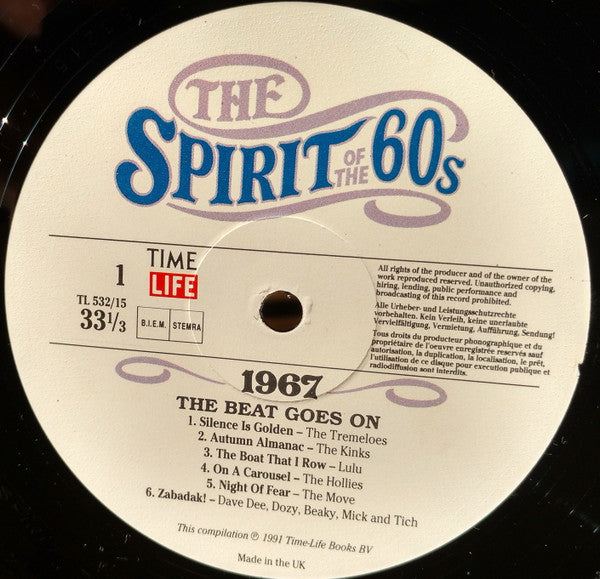 THE
SPIRIT OF THE 60s
1
TIME
LIFE
TL 532/15
33⅓
B.I.E.M. STEMRA
All rights of the producer and of the owner of the
work reproduced reserved. Unauthorized copying,
hiring, lending, public performance and
broadcasting of this record prohibited.
Alle Urheber- und Leistungsschutzrechte
vorbehalten. Kein Verleih, keine unerlaubte
Vervielfältigung, Vermietung, Aufführung, Sendung!
Tous droits du producteur phonographique et du
propriétaire de l'oeuvre enregistrée reservés sauf
autorisation, la duplication, la localisation, le prêt,
l'utilisation de ce disque pour exécution publique et
radiodiffusion sont interdits.
1967
THE BEAT GOES ON
1. Silence Is Golden – The Tremeloes
2. Autumn Almanac – The Kinks
3. The Boat That I Row – Lulu
4. On A Carousel – The Hollies
5. Night Of Fear – The Move
6. Zabadak! – Dave Dee, Dozy, Beaky, Mick and Tich
This compilation ℗ 1991 Time-Life Books BV
Made in the UK